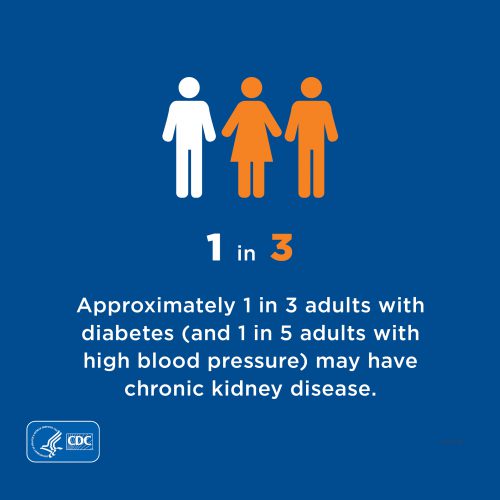 1 in 3
Approximately 1 in 3 adults with
diabetes (and 1 in 5 adults with
high blood pressure) may have
chronic kidney disease.
CDC